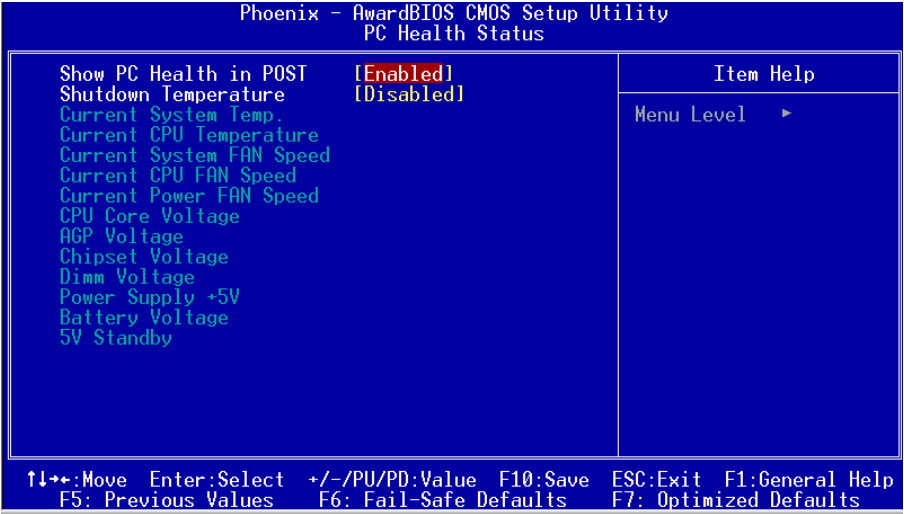 Phoenix - AwardBIOS CMOS Setup Utility
PC Health Status
Show PC Health in POST [Enabled]
Shutdown Temperature [Disabled]
Current System Temp.
Current CPU Temperature
Current System FAN Speed
Current CPU FAN Speed
Current Power FAN Speed
CPU Core Voltage
AGP Voltage
Chipset Voltage
Dimm Voltage
Power Supply +5V
Battery Voltage
5V Standby
Item Help
Menu Level ►
↑↓→←:Move Enter:Select +/-/PU/PD:Value F10:Save ESC:Exit F1:General Help
F5: Previous Values F6: Fail-Safe Defaults F7: Optimized Defaults